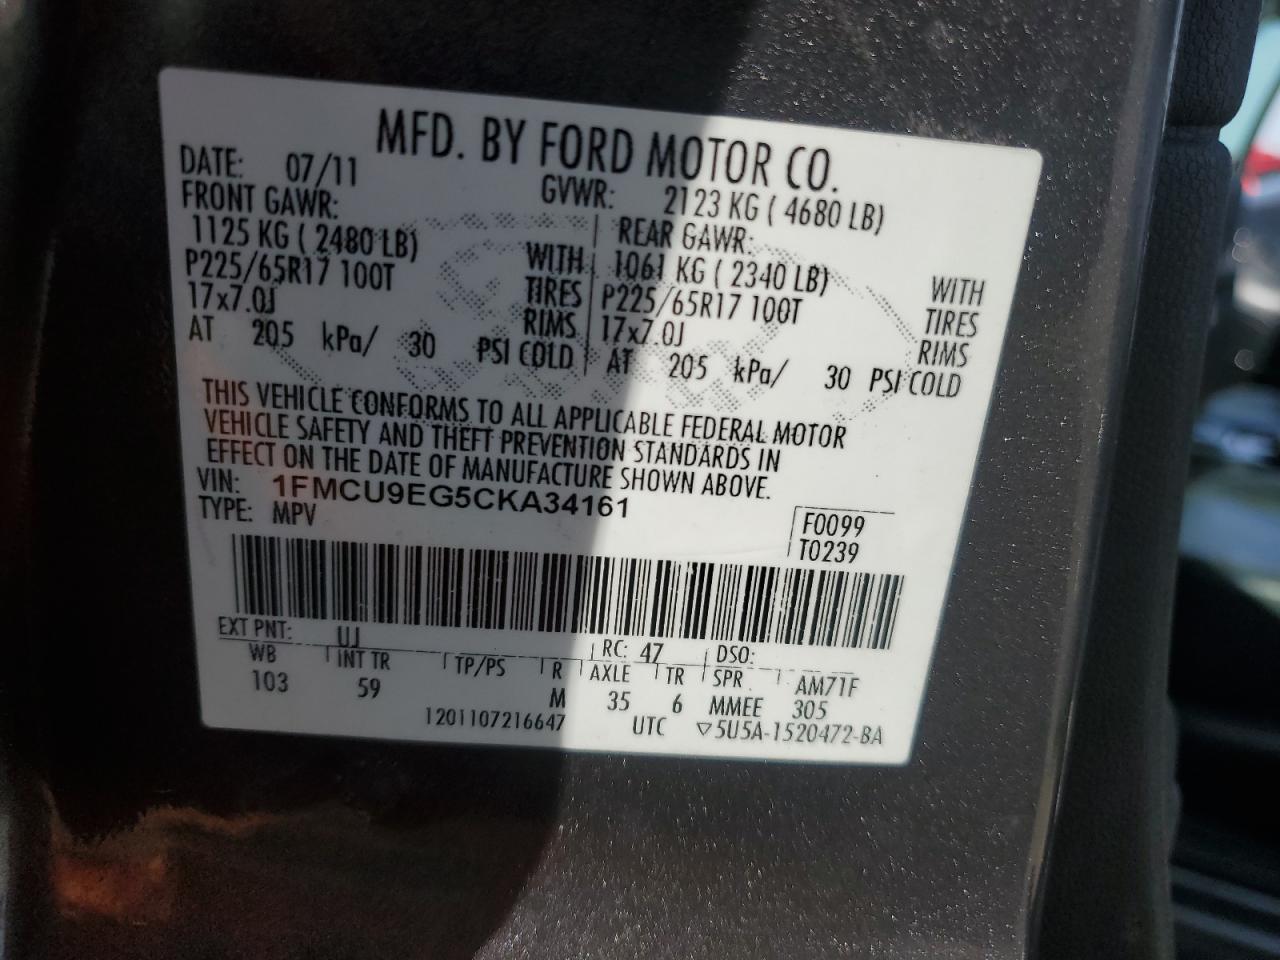 MFD. BY FORD MOTOR CO.
DATE: 07/11 GVWR: 2123 KG ( 4680 LB)
FRONT GAWR: REAR GAWR:
1125 KG ( 2480 LB) WITH 1061 KG ( 2340 LB) WITH
P225/65R17 100T TIRES P225/65R17 100T TIRES
17x7.0J RIMS 17x7.0J RIMS
AT 205 kPa/ 30 PSI COLD AT 205 kPa/ 30 PSI COLD
THIS VEHICLE CONFORMS TO ALL APPLICABLE FEDERAL MOTOR
VEHICLE SAFETY AND THEFT PREVENTION STANDARDS IN
EFFECT ON THE DATE OF MANUFACTURE SHOWN ABOVE.
VIN: 1FMCU9EG5CKA34161
TYPE: MPV F0099
T0239
EXT PNT: UJ RC: 47 DSO:
WB INT TR TP/PS R AXLE TR SPR AM71F
103 59 M 35 6 MMEE 305
1201107216647 UTC ▽5U5A-1520472-BA